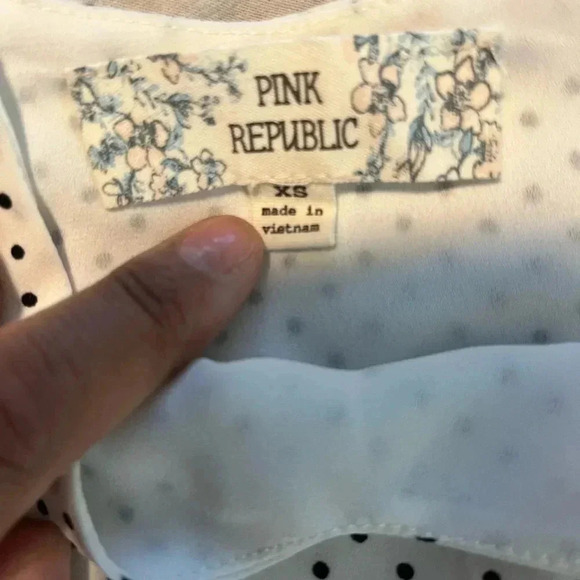 PINK
REPUBLIC
XS
made in
vietnam